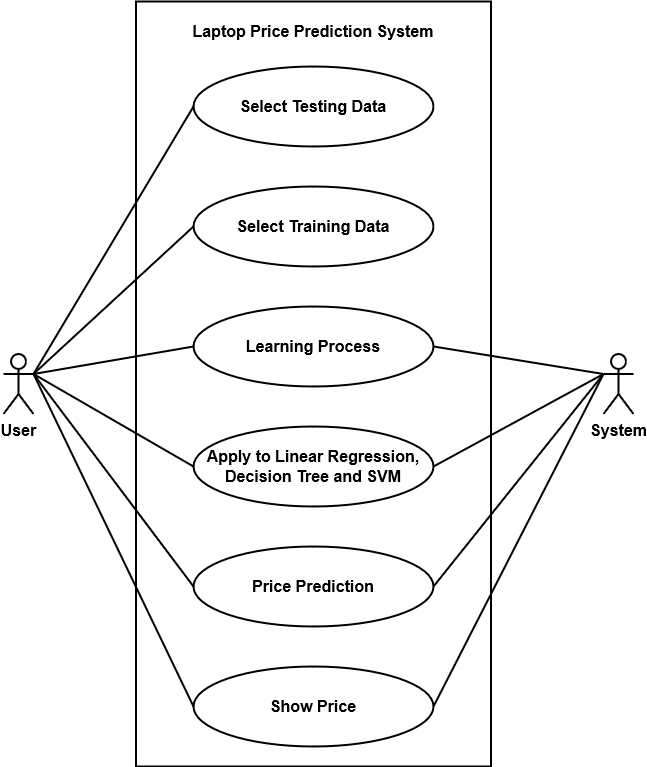 Laptop Price Prediction System
Select Testing Data
Select Training Data
Learning Process
User
System
Apply to Linear Regression,
Decision Tree and SVM
Price Prediction
Show Price